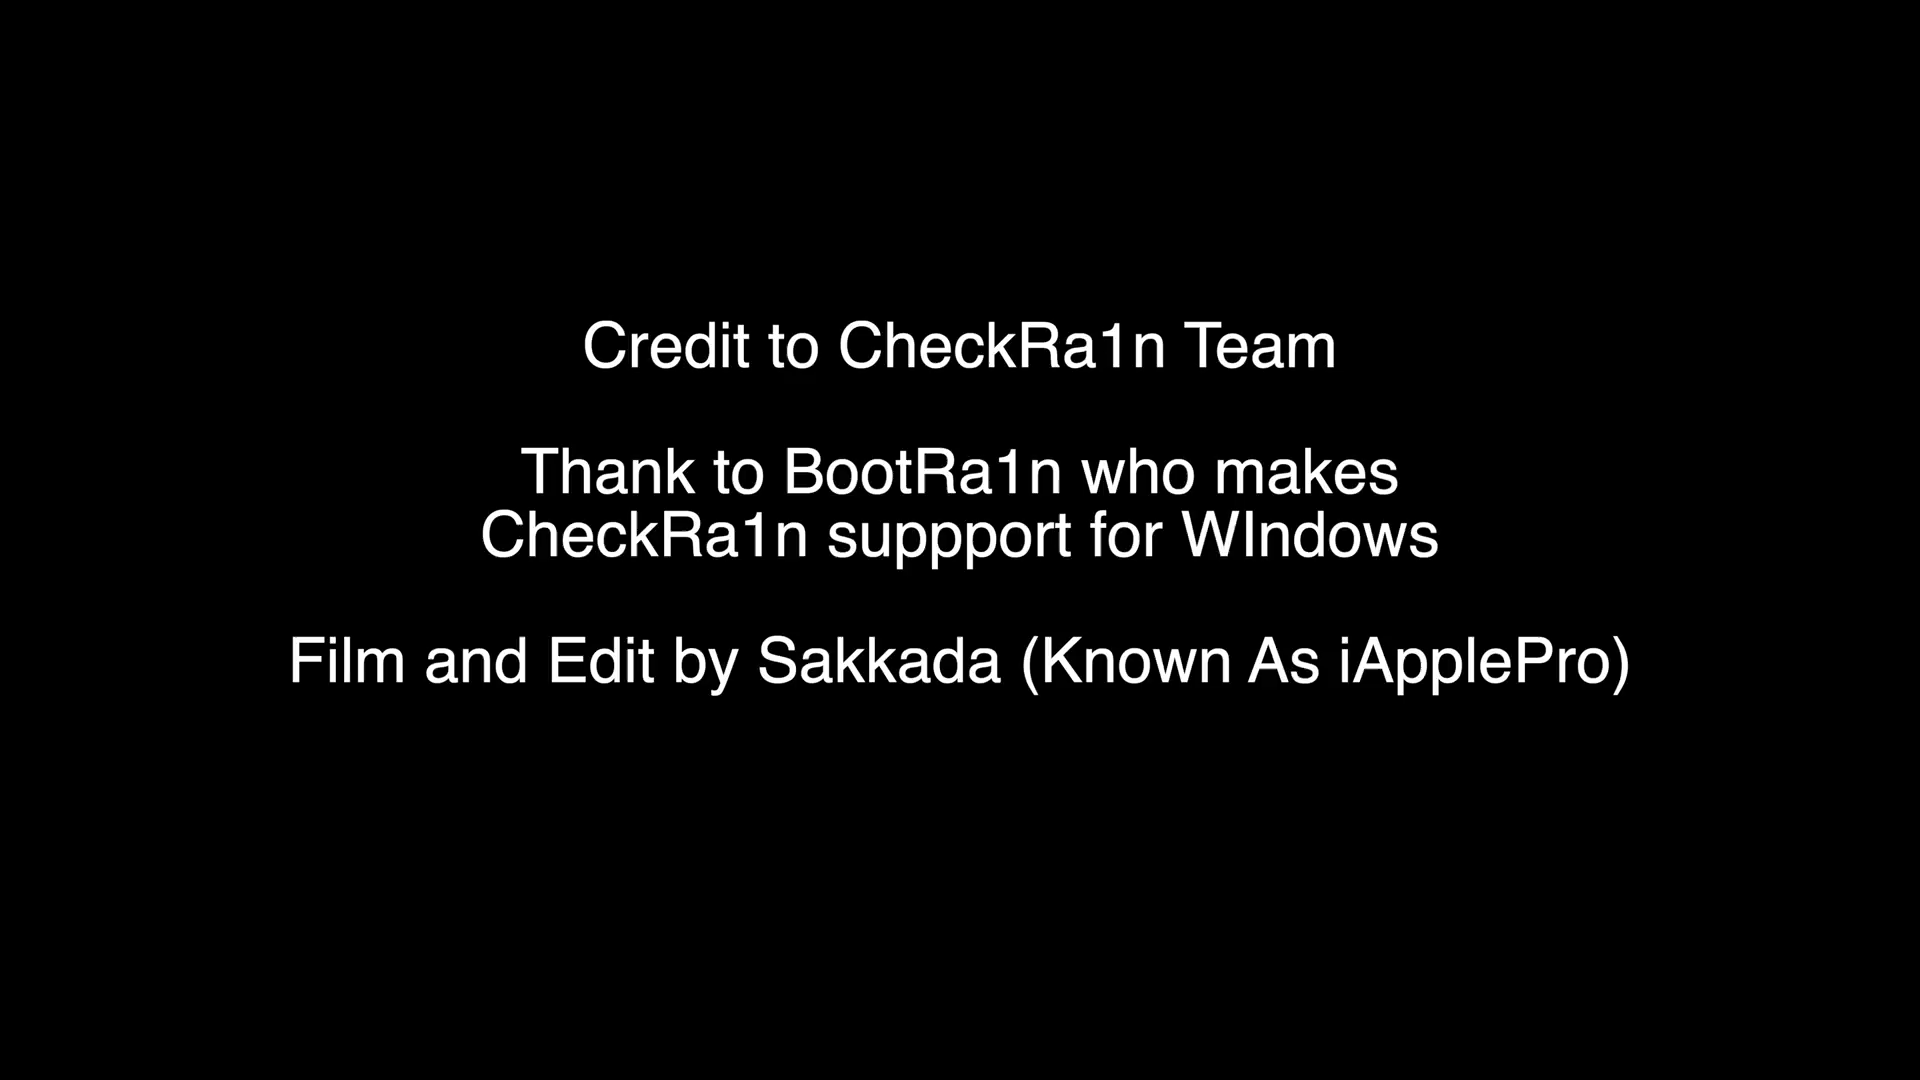 Credit to CheckRa1n Team
Thank to BootRa1n who makes
CheckRa1n suppport for WIndows
Film and Edit by Sakkada (Known As iApplePro)